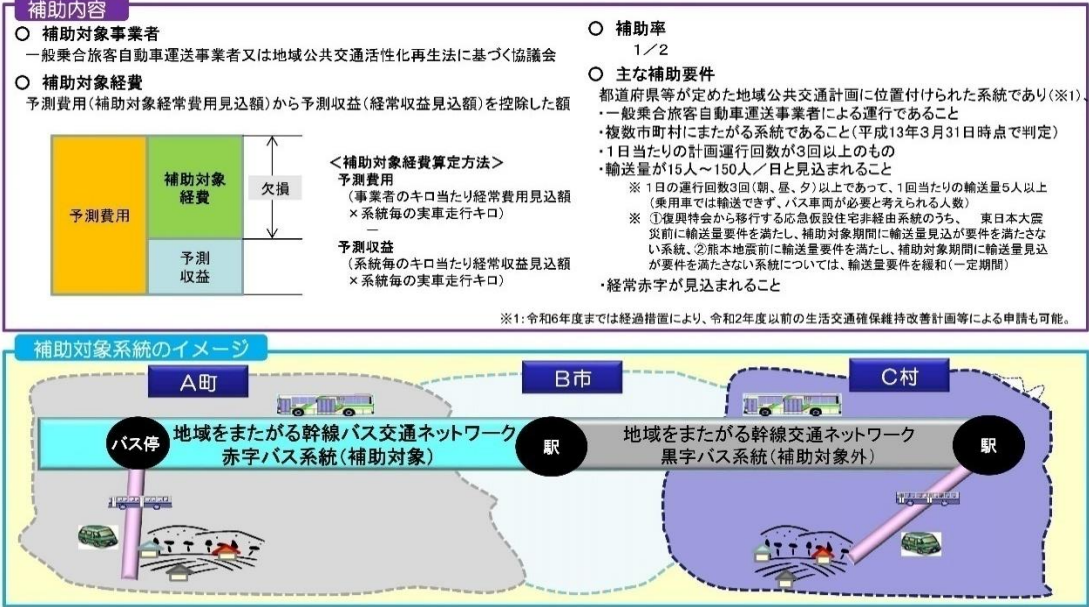 補助内容
○ 補助対象事業者
一般乗合旅客自動車運送事業者又は地域公共交通活性化再生法に基づく協議会
○ 補助対象経費
予測費用(補助対象経常費用見込額)から予測収益(経常収益見込額)を控除した額
予測費用
補助対象
経費
予測
収益
欠損
<補助対象経費算定方法>
予測費用
(事業者のキロ当たり経常費用見込額
×系統毎の実車走行キロ)
－
予測収益
(系統毎のキロ当たり経常収益見込額
×系統毎の実車走行キロ)
○ 補助率
1/2
○ 主な補助要件
都道府県等が定めた地域公共交通計画に位置付けられた系統であり(※1)、
・一般乗合旅客自動車運送事業者による運行であること
・複数市町村にまたがる系統であること(平成13年3月31日時点で判定)
・1日当たりの計画運行回数が3回以上のもの
・輸送量が15人～150人/日と見込まれること
※ 1日の運行回数3回(朝、昼、夕)以上であって、1回当たりの輸送量5人以上
(乗用車では輸送できず、バス車両が必要と考えられる人数)
※ ①復興特会から移行する応急仮設住宅非経由系統のうち、 東日本大震
災前に輸送量要件を満たし、補助対象期間に輸送量見込が要件を満たさな
い系統、②熊本地震前に輸送量要件を満たし、補助対象期間に輸送量見込
が要件を満たさない系統については、輸送量要件を緩和(一定期間)
・経常赤字が見込まれること
※1:令和6年度までは経過措置により、令和2年度以前の生活交通確保維持改善計画等による申請も可能。
補助対象系統のイメージ
A町
B市
C村
バス停
地域をまたがる幹線バス交通ネットワーク
赤字バス系統(補助対象)
駅
地域をまたがる幹線交通ネットワーク
黒字バス系統(補助対象外)
駅